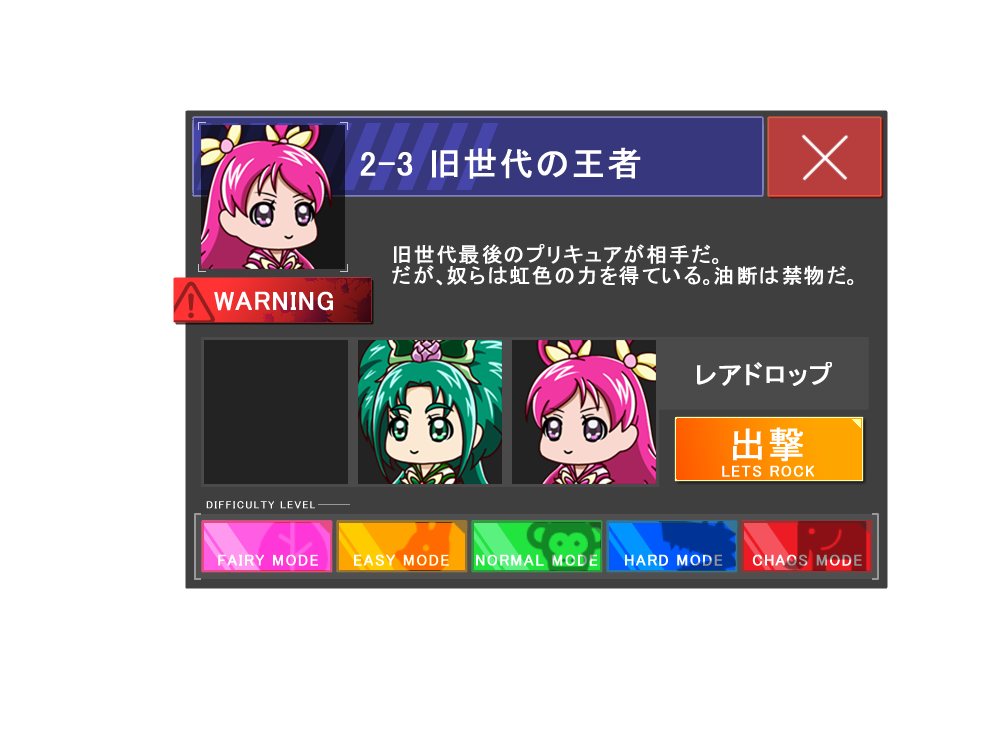 2-3 旧世代の王者
旧世代最後のプリキュアが相手だ。
だが、奴らは虹色の力を得ている。油断は禁物だ。
WARNING
レアドロップ
出撃
LETS ROCK
DIFFICULTY LEVEL
FAIRY MODE
EASY MODE
NORMAL MODE
HARD MODE
CHAOS MODE